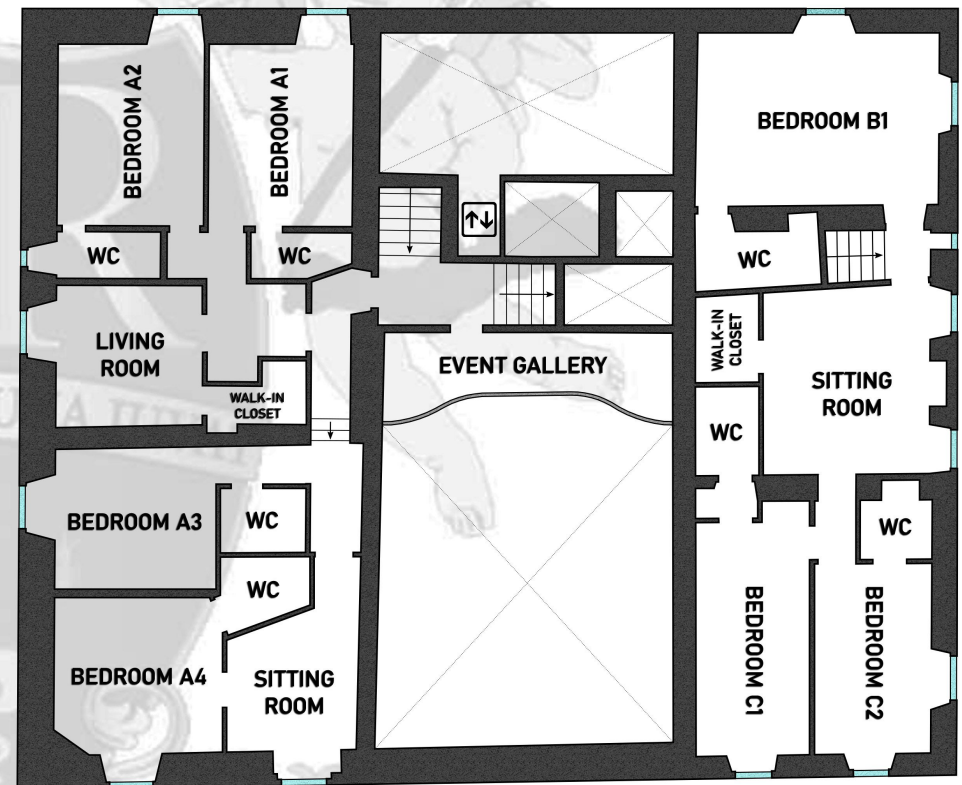 BEDROOM A2
BEDROOM A1
BEDROOM B1
WC
WC
WC
LIVING
ROOM
WALK-IN
CLOSET
EVENT GALLERY
WALK-IN
CLOSET
SITTING
ROOM
WC
BEDROOM A3
WC
WC
WC
BEDROOM A4
SITTING
ROOM
BEDROOM C1
BEDROOM C2